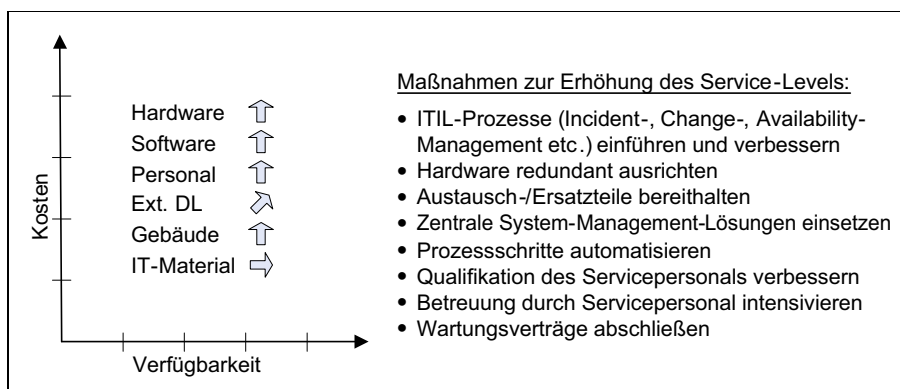 Kosten
Hardware
Software
Personal
Ext. DL
Gebäude
IT-Material
Verfügbarkeit
Maßnahmen zur Erhöhung des Service-Levels:
• ITIL-Prozesse (Incident-, Change-, Availability-
Management etc.) einführen und verbessern
• Hardware redundant ausrichten
• Austausch-/Ersatzteile bereithalten
• Zentrale System-Management-Lösungen einsetzen
• Prozessschritte automatisieren
• Qualifikation des Servicepersonals verbessern
• Betreuung durch Servicepersonal intensivieren
• Wartungsverträge abschließen